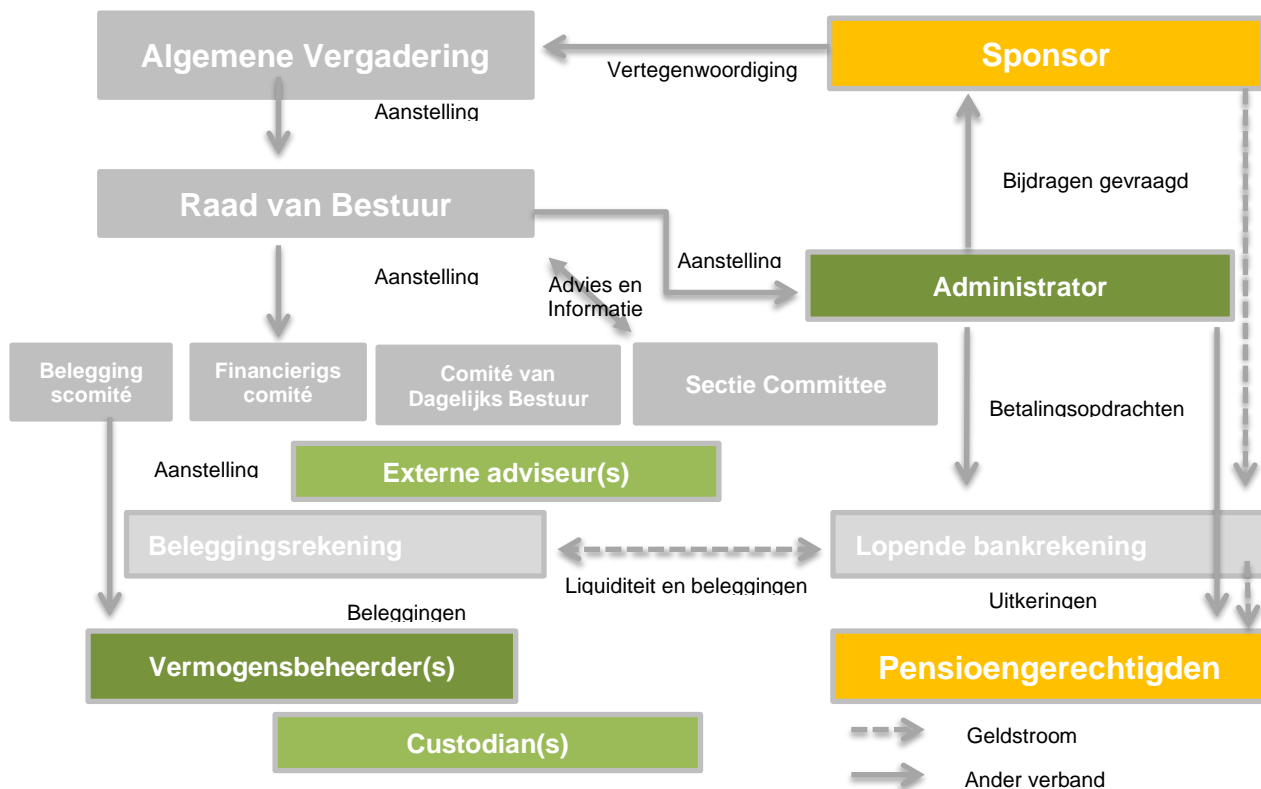 Algemene Vergadering
Sponsor
Vertegenwoordiging
Aanstelling
Bijdragen gevraagd
Raad van Bestuur
Aanstelling
Advies en
Informatie
Aanstelling
Administrator
Belegging
scomité
Financierigs
comité
Comité van
Dagelijks Bestuur
Sectie Committee
Betalingsopdrachten
Aanstelling
Externe adviseur(s)
Beleggingsrekening
Lopende bankrekening
Liquiditeit en beleggingen
Uitkeringen
Beleggingen
Vermogensbeheerder(s)
Pensioengerechtigden
Custodian(s)
Geldstroom
Ander verband